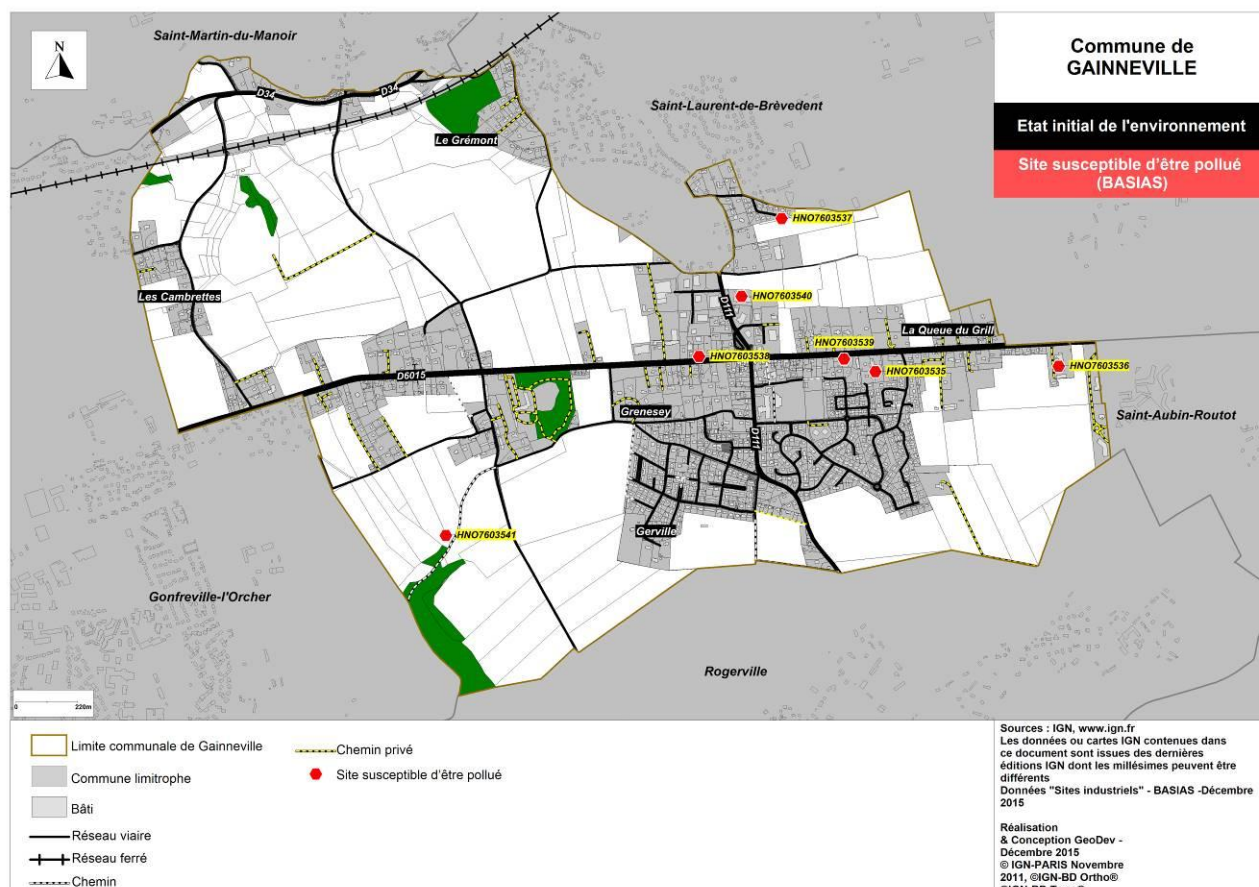 Saint-Martin-du-Manoir
N
Commune de
GAINNEVILLE
Etat initial de l'environnement
Site susceptible d'être pollué
(BASIAS)
D34
D34
Saint-Laurent-de-Brèvedent
Le Grémont
HNO7603537
Les Cambrettes
D111
HNO7603540
La Queue du Grill
HNO7603539
HNO7603538
HNO7603536
D6015
HNO7603535
Grenesey
Saint-Aubin-Routot
D111
HNO7603541
Gerville
Gonfreville-l'Orcher
Rogerville
0 220m
Limite communale de Gainneville
Chemin privé
Commune limitrophe
Site susceptible d'être pollué
Bâti
Réseau viaire
Réseau ferré
Chemin
Sources : IGN, www.ign.fr
Les données ou cartes IGN contenues dans
ce document sont issues des dernières
éditions IGN dont les millésimes peuvent être
différents
Données "Sites industriels" - BASIAS -Décembre
2015
Réalisation
& Conception GeoDev -
Décembre 2015
© IGN-PARIS Novembre
2011, ©IGN-BD Ortho®